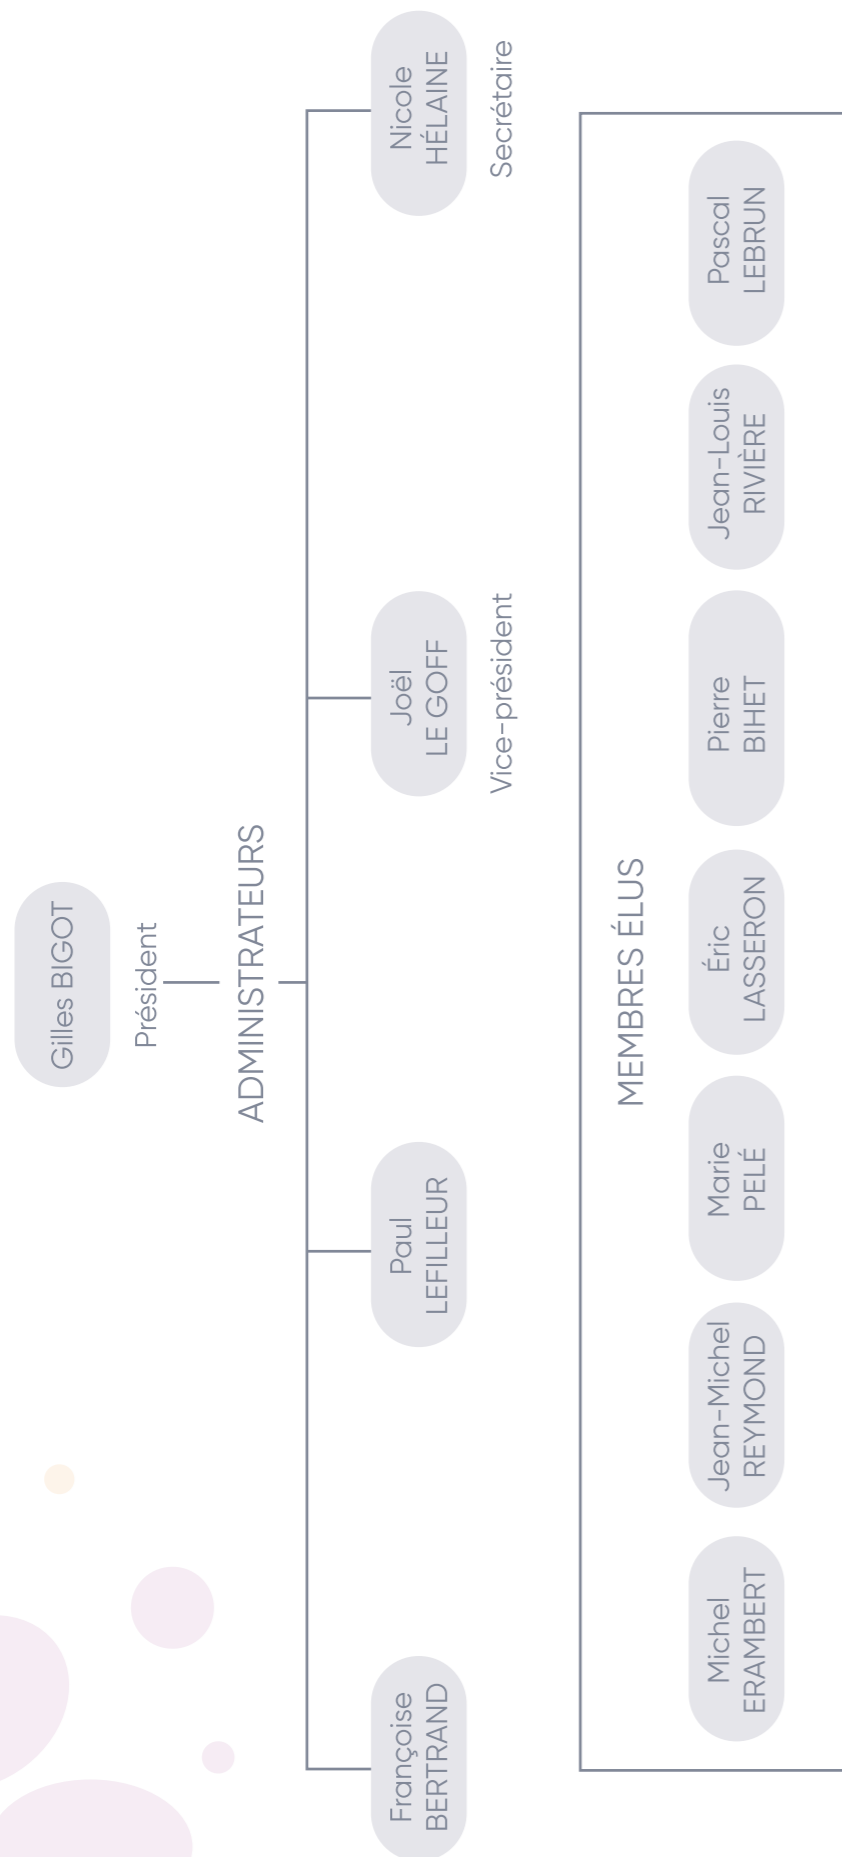 Gilles BIGOT
Président
ADMINISTRATEURS
Françoise
BERTRAND
Paul
LEFILLEUR
Joël
LE GOFF
Vice-président
Nicole
HÉLAINE
Secrétaire
MEMBRES ÉLUS
Michel
ERAMBERT
Jean-Michel
REYMOND
Marie
PELÉ
Éric
LASSERON
Pierre
BIHET
Jean-Louis
RIVIÈRE
Pascal
LEBRUN